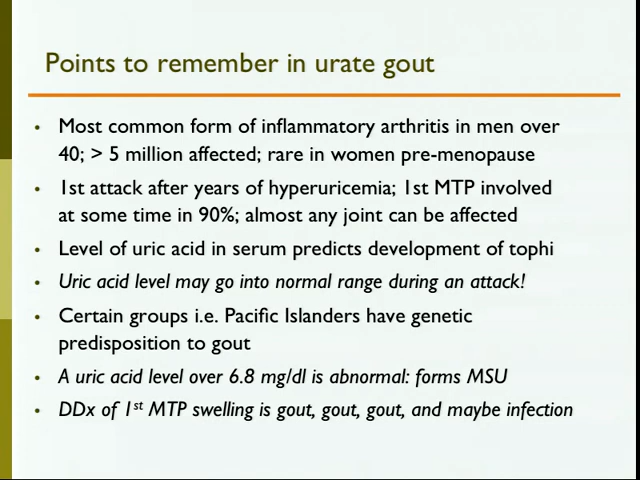 Points to remember in urate gout
• Most common form of inflammatory arthritis in men over
40; > 5 million affected; rare in women pre-menopause
• 1st attack after years of hyperuricemia; 1st MTP involved
at some time in 90%; almost any joint can be affected
• Level of uric acid in serum predicts development of tophi
• Uric acid level may go into normal range during an attack!
• Certain groups i.e. Pacific Islanders have genetic
predisposition to gout
• A uric acid level over 6.8 mg/dl is abnormal: forms MSU
• DDx of 1st MTP swelling is gout, gout, gout, and maybe infection